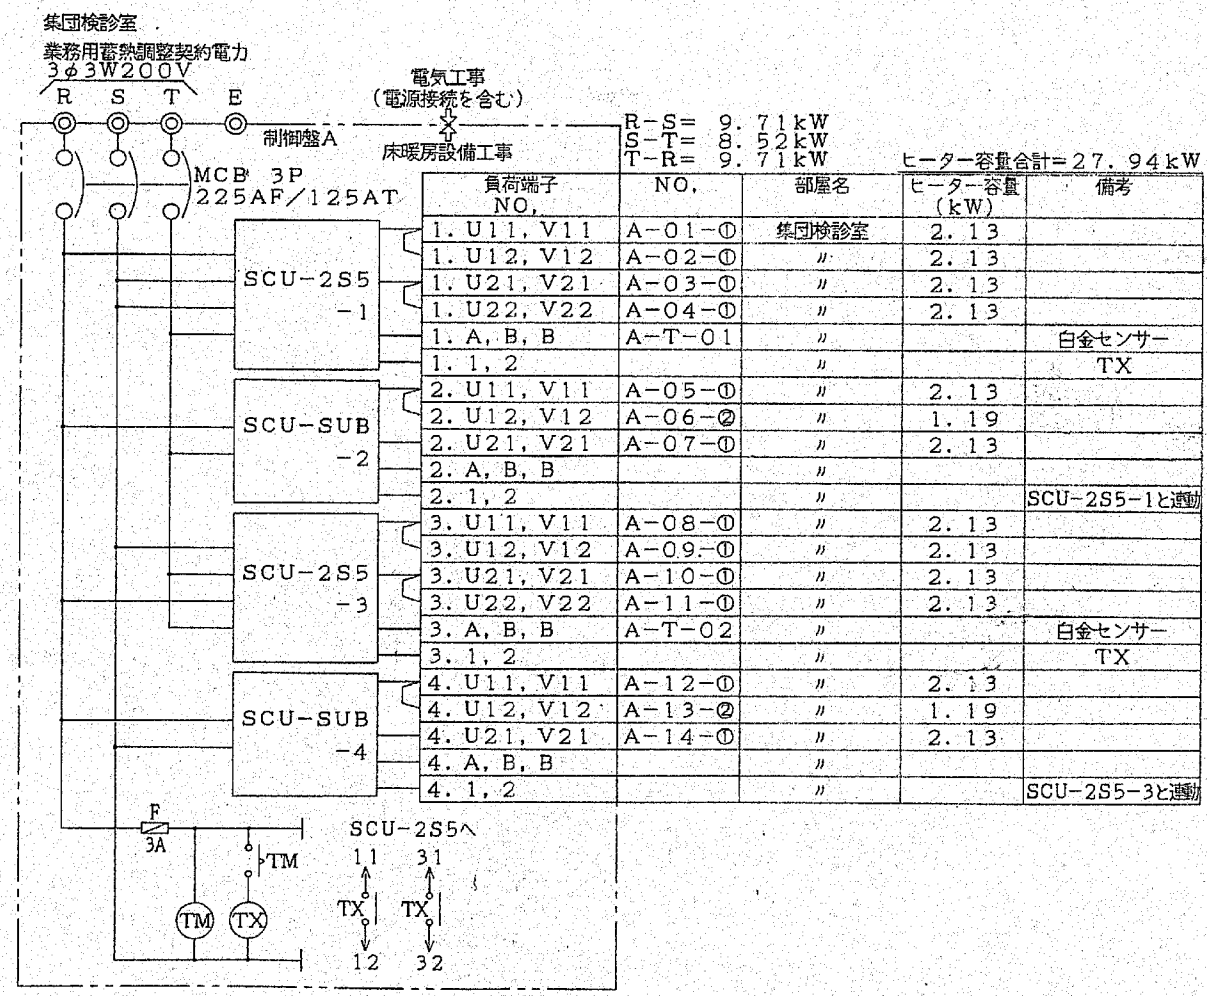 集団検診室
業務用蓄熱調整契約電力
3φ3W200V
R S T E
電気工事
(電源接続を含む)
制御盤A
床暖房設備工事
MCB 3P
225AF/125AT
R-S= 9. 71kW
S-T= 8. 52kW
T-R= 9. 71kW
ヒーター容量合計=27. 94kW
負荷端子NO. NO. 部屋名 ヒーター容量(kW) 備考
1. U11, V11 A-01-① 集団検診室 2. 13
1. U12, V12 A-02-① 〃 2. 13
1. U21, V21 A-03-① 〃 2. 13
1. U22, V22 A-04-① 〃 2. 13
1. A, B, B A-T-01 〃 白金センサー
1. 1, 2 〃 TX
2. U11, V11 A-05-① 〃 2. 13
2. U12, V12 A-06-② 〃 1. 19
2. U21, V21 A-07-① 〃 2. 13
2. A, B, B 〃
2. 1, 2 〃 SCU-2S5-1と連動
3. U11, V11 A-08-① 〃 2. 13
3. U12, V12 A-09-① 〃 2. 13
3. U21, V21 A-10-① 〃 2. 13
3. U22, V22 A-11-① 〃 2. 13
3. A, B, B A-T-02 〃 白金センサー
3. 1, 2 〃 TX
4. U11, V11 A-12-① 〃 2. 13
4. U12, V12 A-13-② 〃 1. 19
4. U21, V21 A-14-① 〃 2. 13
4. A, B, B 〃
4. 1, 2 〃 SCU-2S5-3と連動
SCU-2S5
-1
SCU-SUB
-2
SCU-2S5
-3
SCU-SUB
-4
F
3A
TM
TM
TX
SCU-2S5へ
11 31
TX TX
12 32